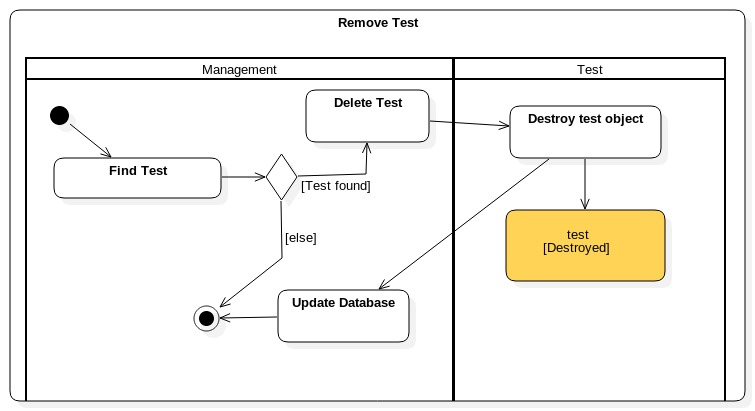 Remove Test
Management
Test
Delete Test
Destroy test object
Find Test
[Test found]
test
[Destroyed]
[else]
Update Database